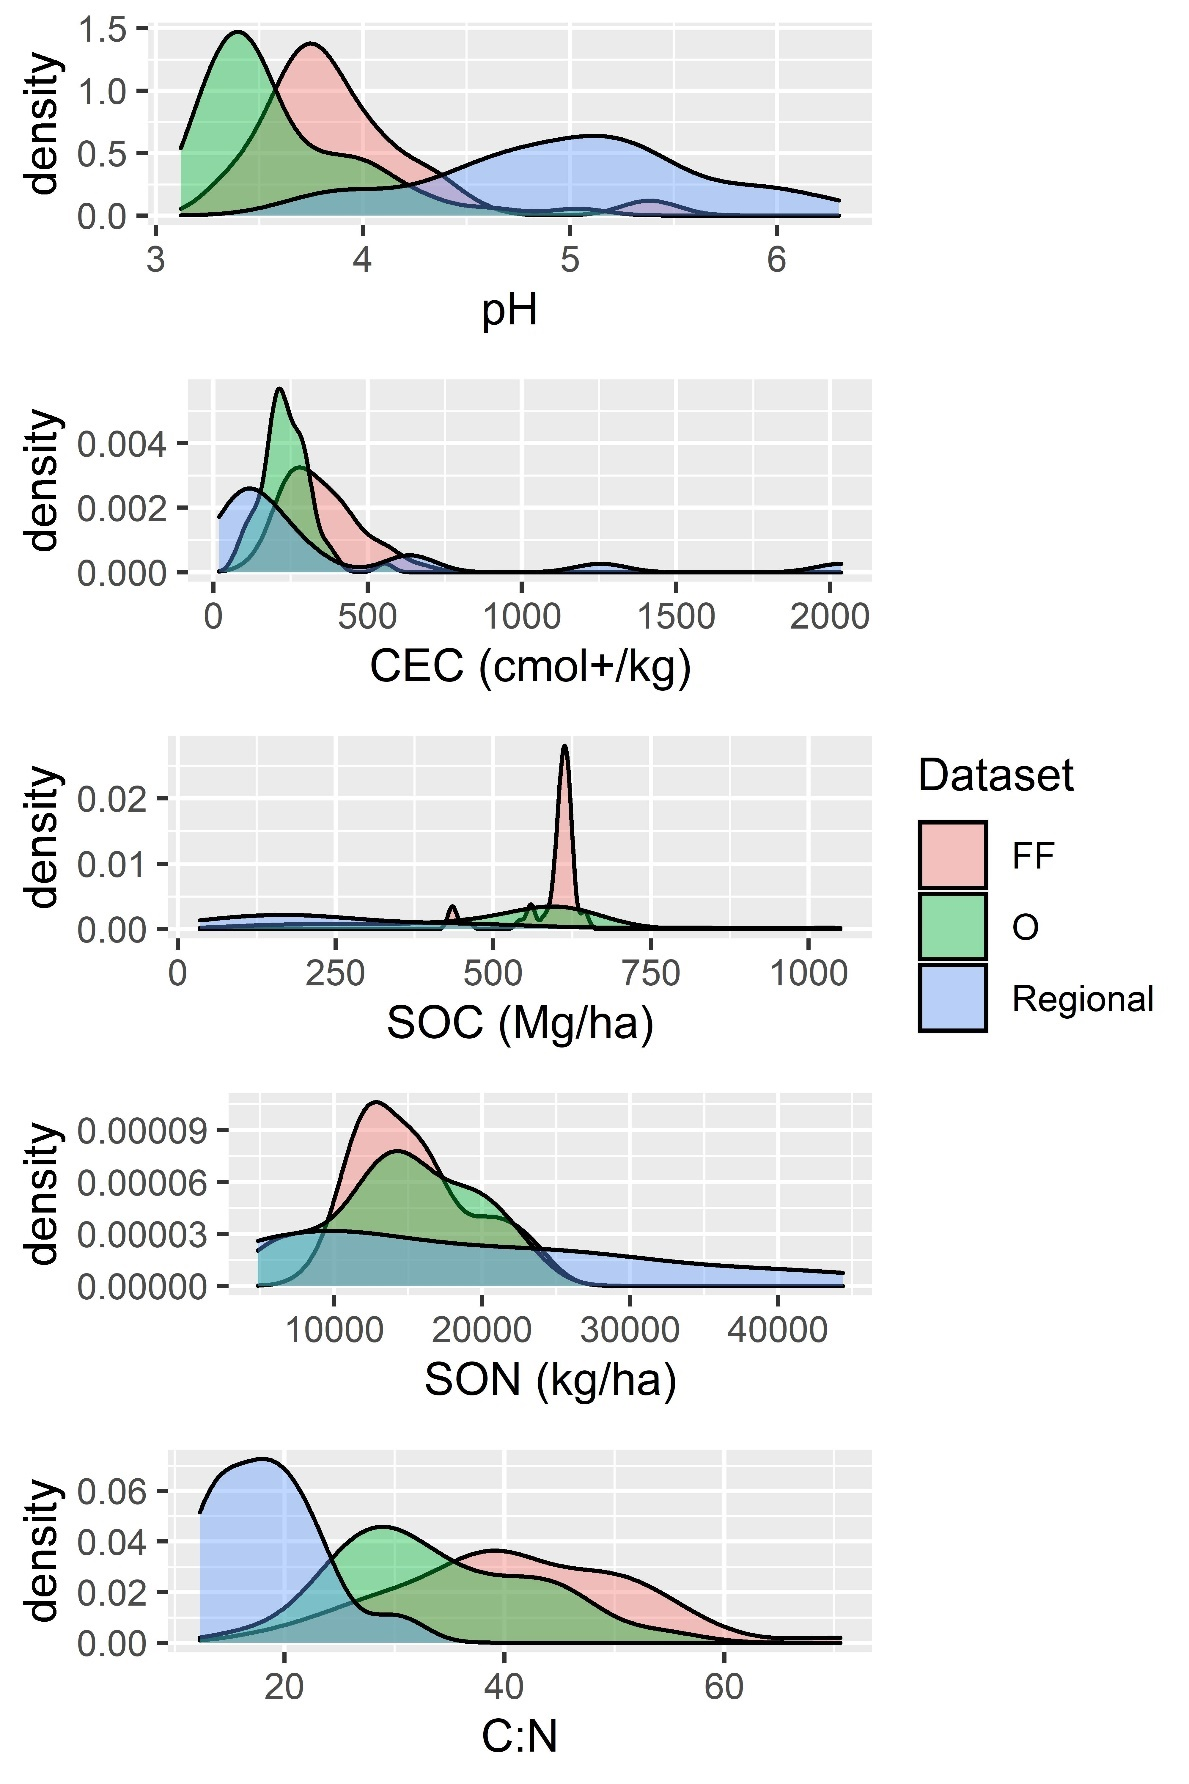 density
1.5
1.0
0.5
0.0
3 4 5 6
pH
density
0.004
0.002
0.000
0 500 1000 1500 2000
CEC (cmol+/kg)
density
0.02
0.01
0.00
0 250 500 750 1000
SOC (Mg/ha)
Dataset
FF
O
Regional
density
0.00009
0.00006
0.00003
0.00000
10000 20000 30000 40000
SON (kg/ha)
density
0.06
0.04
0.02
0.00
20 40 60
C:N